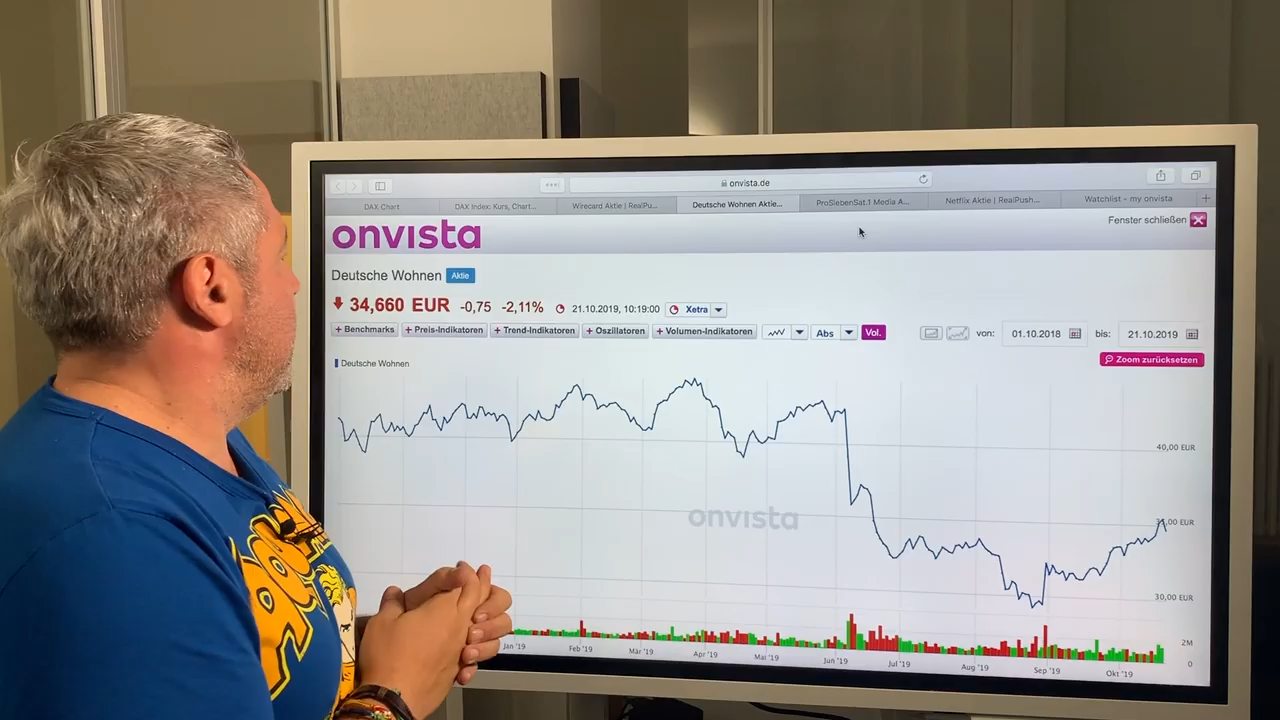 onvista.de
DAX Chart
DAX Index: Kurs, Chart...
Wirecard Aktie | RealPu...
Deutsche Wohnen Aktie...
ProSiebenSat.1 Media A...
Netflix Aktie | RealPush...
Watchlist - my onvista
+
onvista
Fenster schließen
Deutsche Wohnen Aktie
34,660 EUR -0,75 -2,11% 21.10.2019, 10:19:00 Xetra
+ Benchmarks + Preis-Indikatoren + Trend-Indikatoren + Oszillatoren + Volumen-Indikatoren Abs Vol. von: 01.10.2018 bis: 21.10.2019
Zoom zurücksetzen
Deutsche Wohnen
40,00 EUR
onvista
35,00 EUR
30,00 EUR
2M
0
Jan '19 Feb '19 Mär '19 Apr '19 Mai '19 Jun '19 Jul '19 Aug '19 Sep '19 Okt '19